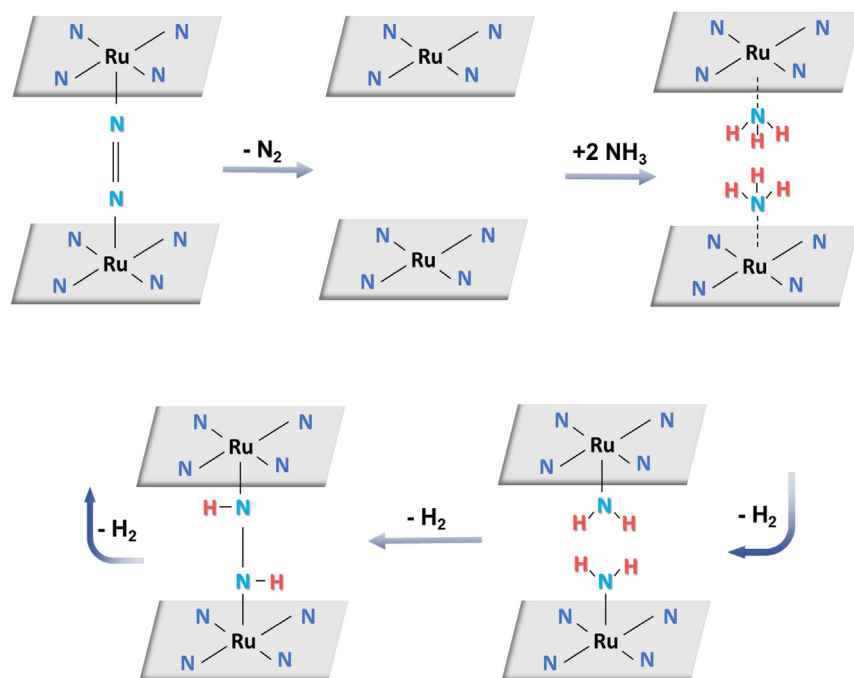 N N N
Ru Ru Ru
N N N N N N
N N
N
H H H
- N₂ +2 NH₃
H
N H H
N
N N N N N N
Ru Ru Ru
N N N N N N
N N N N
Ru Ru
N N N N
H N H N H
- H₂ - H₂ - H₂
H H
N H N
N N N N
Ru Ru
N N N N